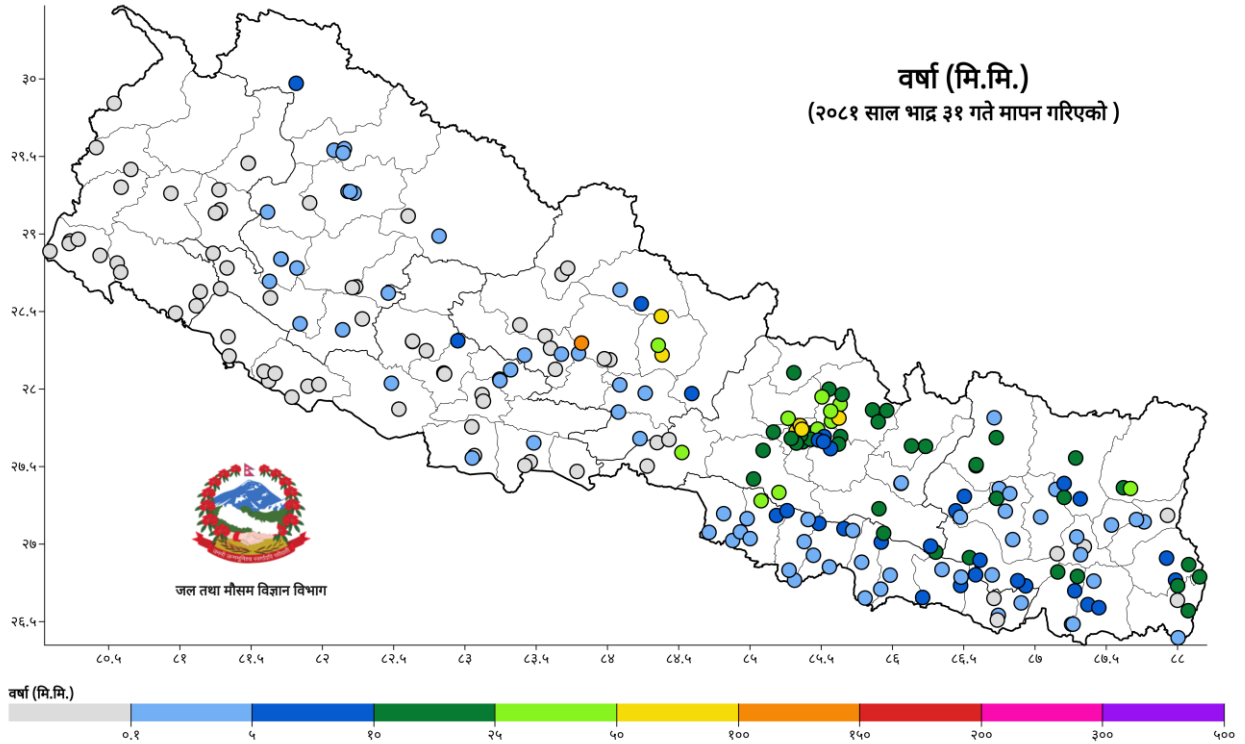 वर्षा (मि.मि.)
(२०८१ साल भाद्र ३१ गते मापन गरिएको )
३०
२९.५
२९
२८.५
२८
२७.५
२७
२६.५
जल तथा मौसम विज्ञान विभाग
८०.५ ८१ ८१.५ ८२ ८२.५ ८३ ८३.५ ८४ ८४.५ ८५ ८५.५ ८६ ८६.५ ८७ ८७.५ ८८
वर्षा (मि.मि.)
०.१ ५ १० २५ ५० १०० १५० २०० ३०० ५००